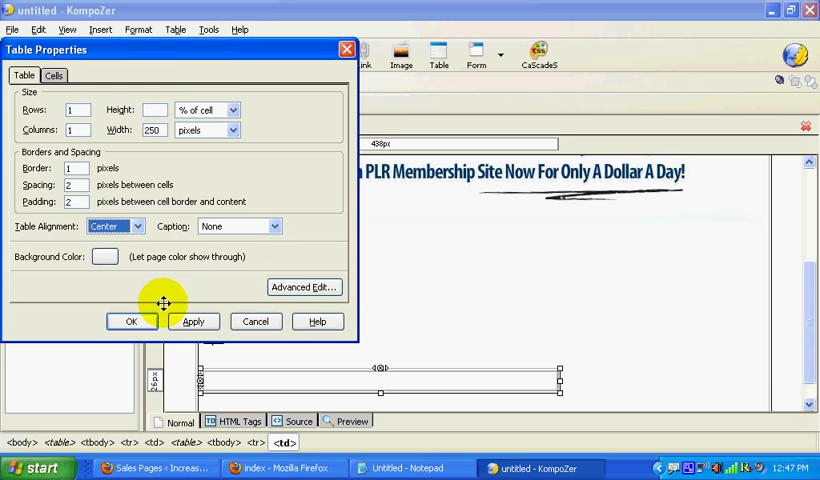 untitled - KompoZer
File Edit View Insert Format Table Tools Help
Table Properties
Link Image Table Form CaScadeS
css
Table Cells
Size
Rows: 1 Height: % of cell
Columns: 1 Width: 250 pixels
438px
Borders and Spacing
Border: 1 pixels
PLR Membership Site Now For Only A Dollar A Day!
Spacing: 2 pixels between cells
Padding: 2 pixels between cell border and content
Table Alignment: Center Caption: None
Background Color: (Let page color show through)
Advanced Edit...
OK Apply Cancel Help
26px
Normal HTML Tags Source Preview
<body> <table> <tbody> <tr> <td> <table> <tbody> <tr> <td>
start Sales Pages < Increas... index - Mozilla Firefox Untitled - Notepad untitled - KompoZer 12:47 PM